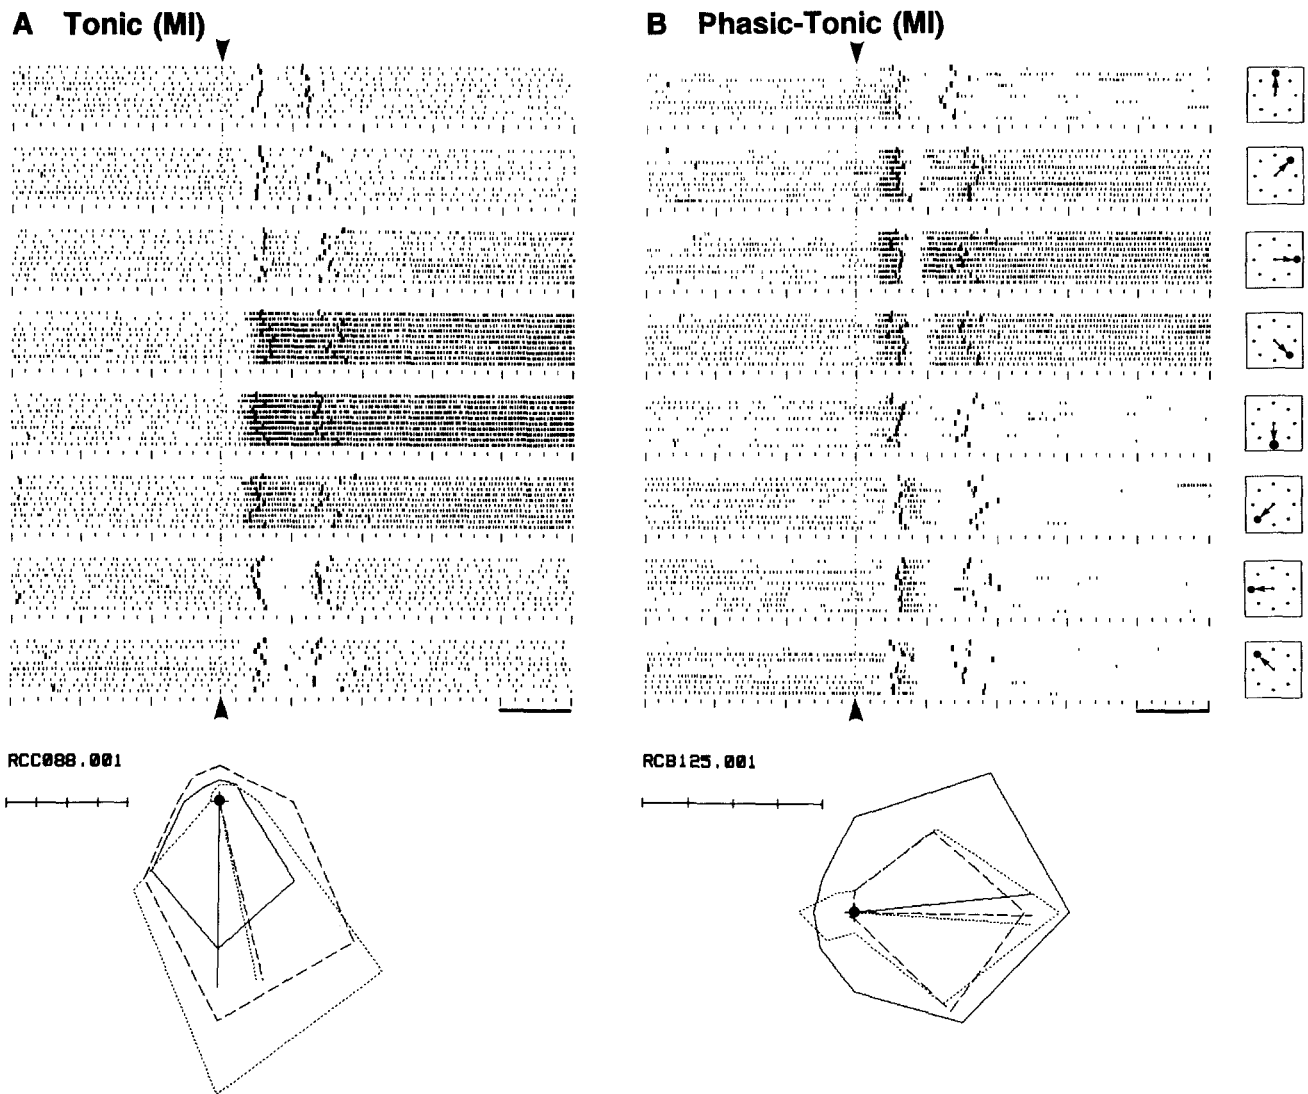 A Tonic (MI)
B Phasic-Tonic (MI)
RCC088.001
RCB125.001